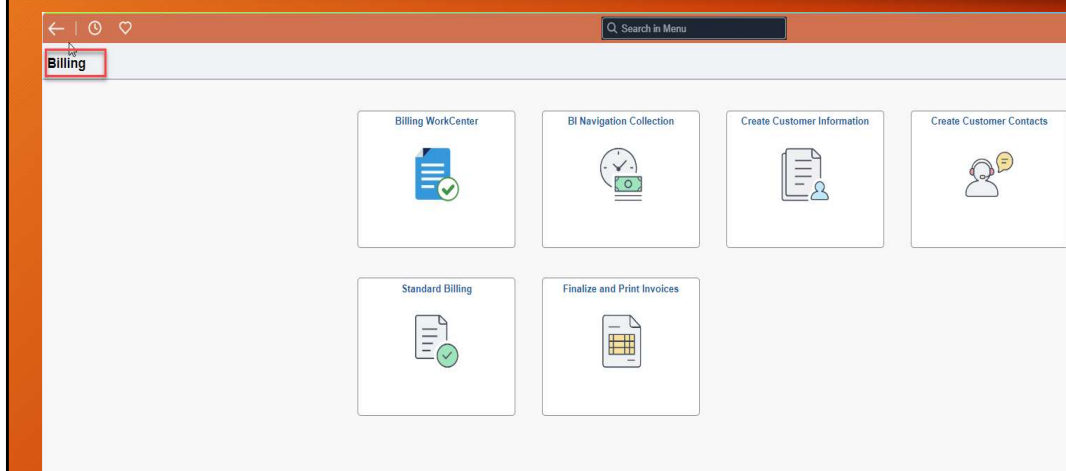 Search in Menu
Billing
Billing WorkCenter
BI Navigation Collection
Create Customer Information
Create Customer Contacts
Standard Billing
Finalize and Print Invoices